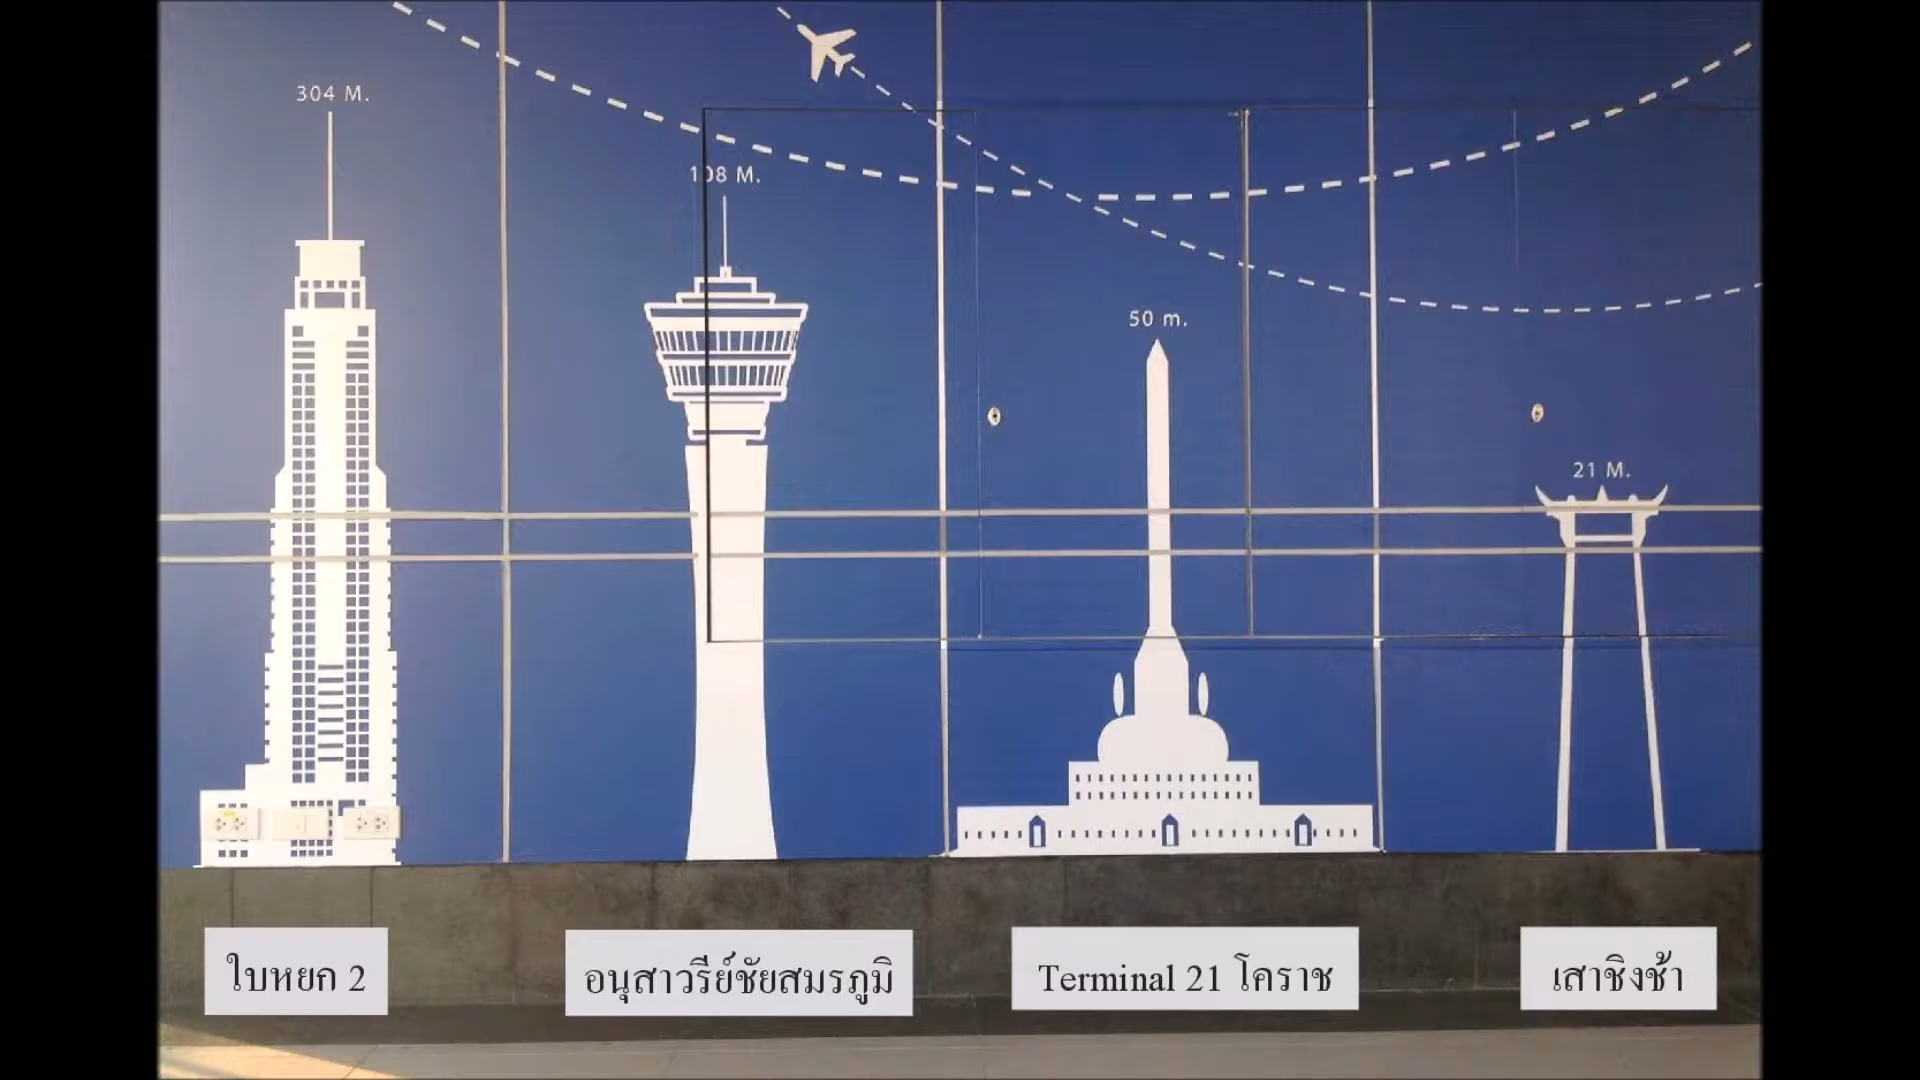 304 M.
108 M.
50 m.
21 M.
ใบหยก 2
อนุสาวรีย์ชัยสมรภูมิ
Terminal 21 โคราช
เสาชิงช้า